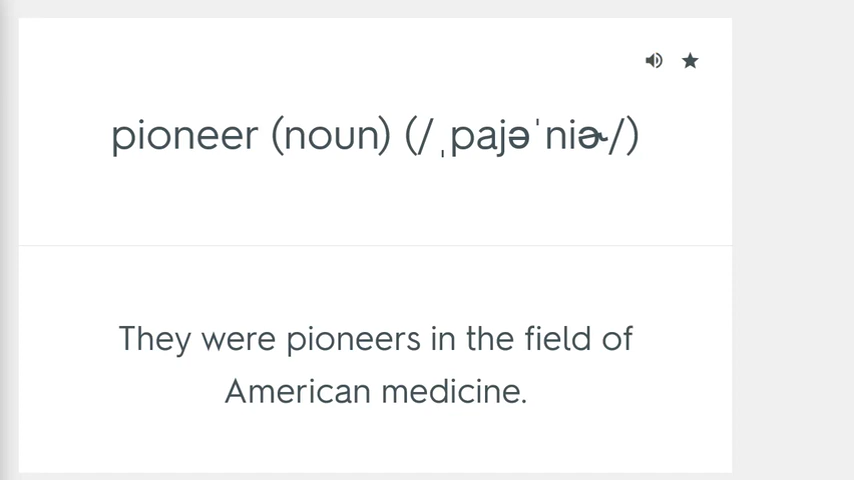 pioneer (noun) (/ˌpajəˈniɚ/)
They were pioneers in the field of
American medicine.